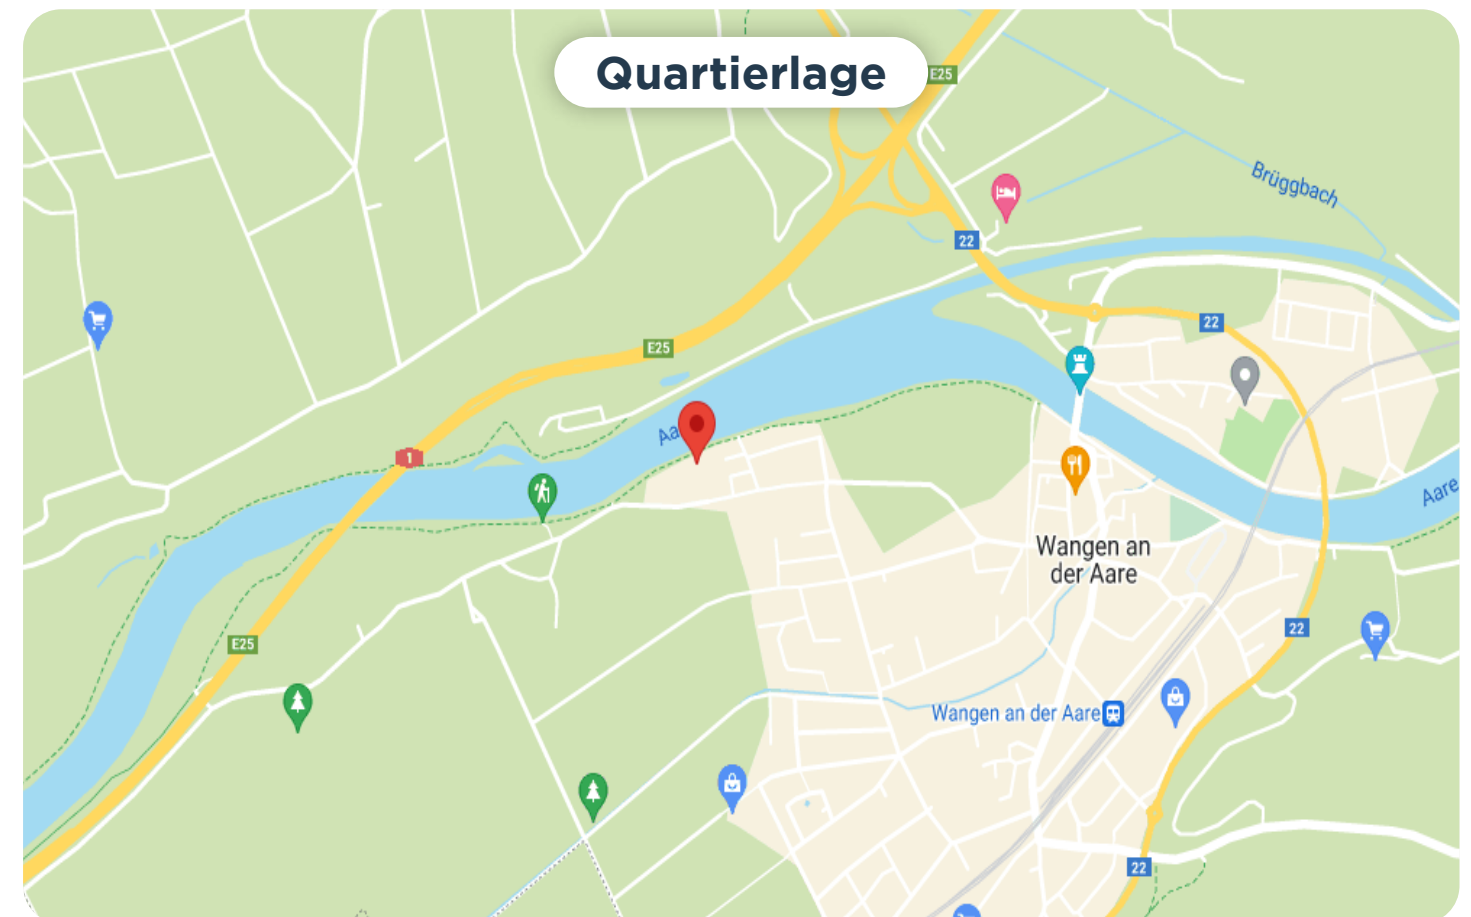 Quartierlage
E25
Brüggbach
22
22
E25
Aa
1
Aare
Wangen an
der Aare
E25
22
Wangen an der Aare
22